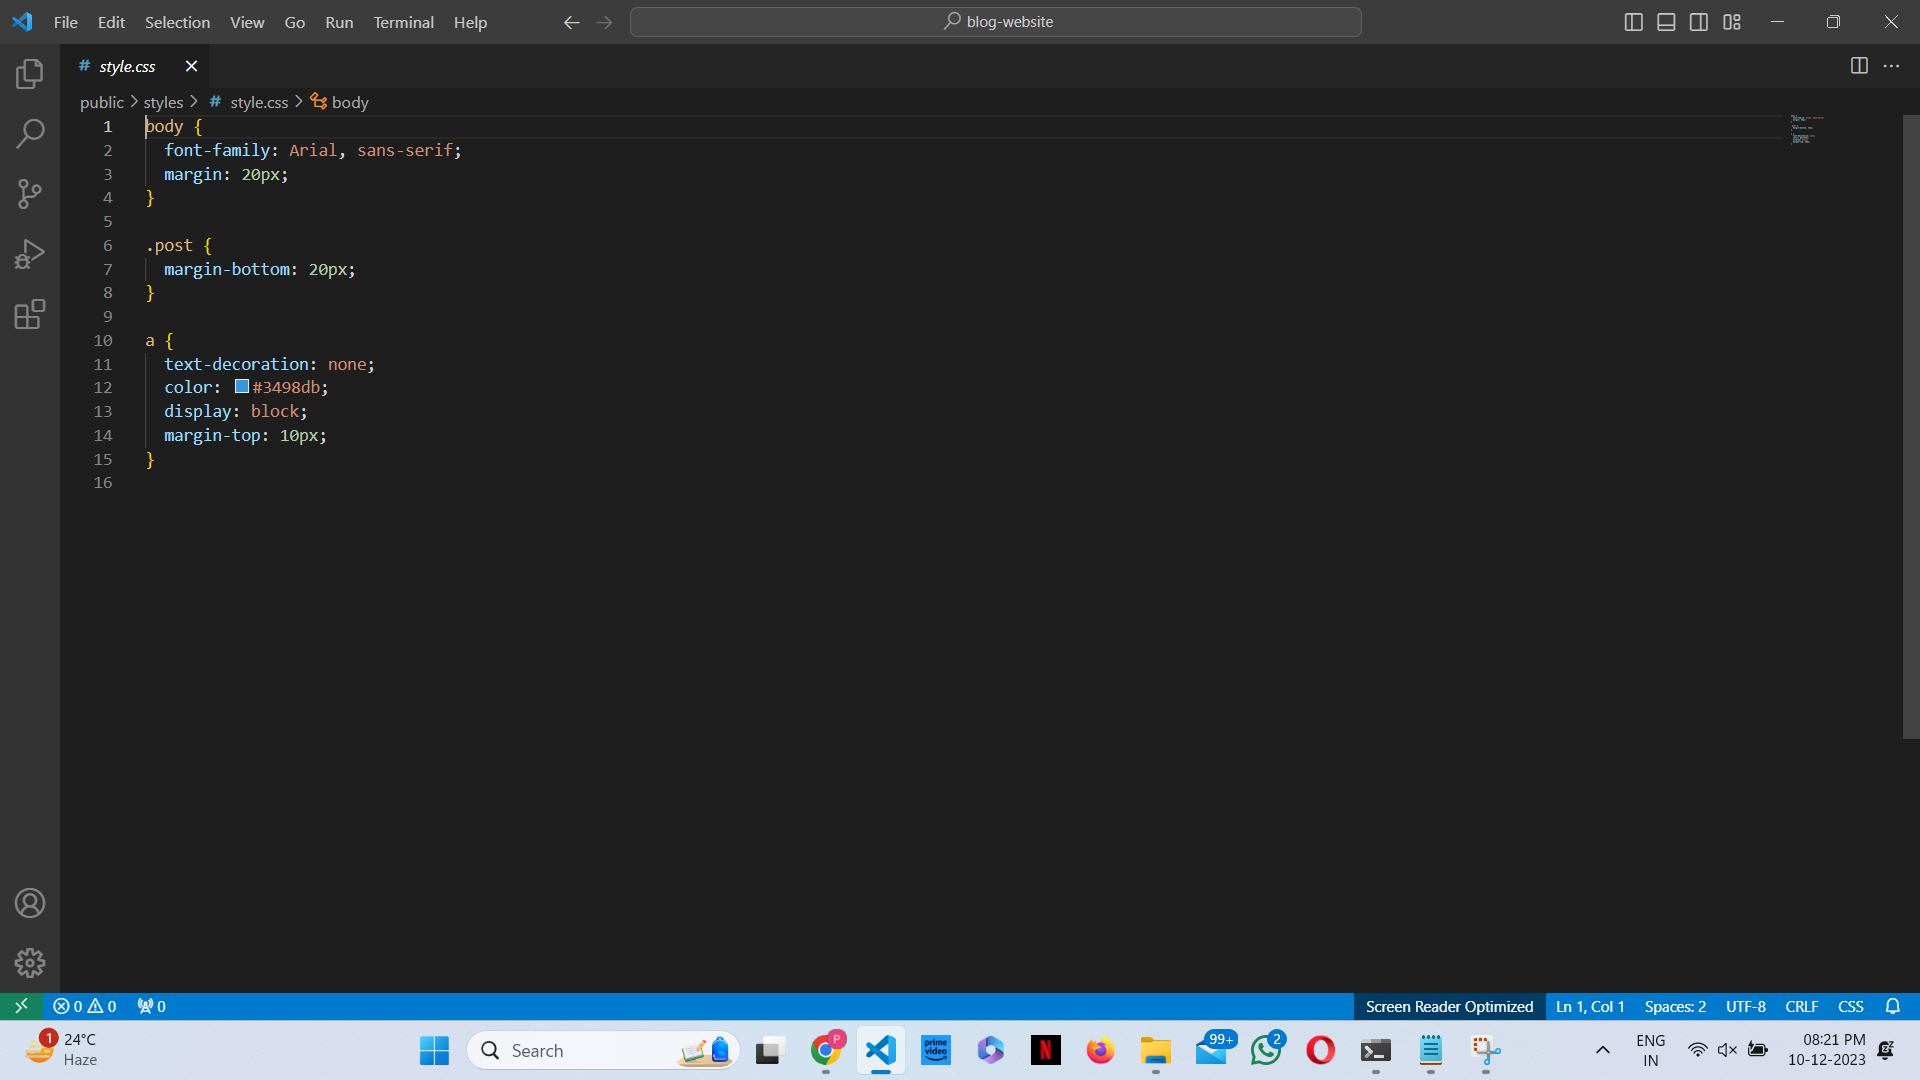 File Edit Selection View Go Run Terminal Help
blog-website
# style.css
public > styles > # style.css > body
1 body {
2   font-family: Arial, sans-serif;
3   margin: 20px;
4 }
5
6 .post {
7   margin-bottom: 20px;
8 }
9
10 a {
11   text-decoration: none;
12   color: #3498db;
13   display: block;
14   margin-top: 10px;
15 }
16
0 0 0 Screen Reader Optimized Ln 1, Col 1 Spaces: 2 UTF-8 CRLF CSS
1 24°C
Haze
Search
P
prime video
N
99+
2
ENG
IN
08:21 PM
10-12-2023